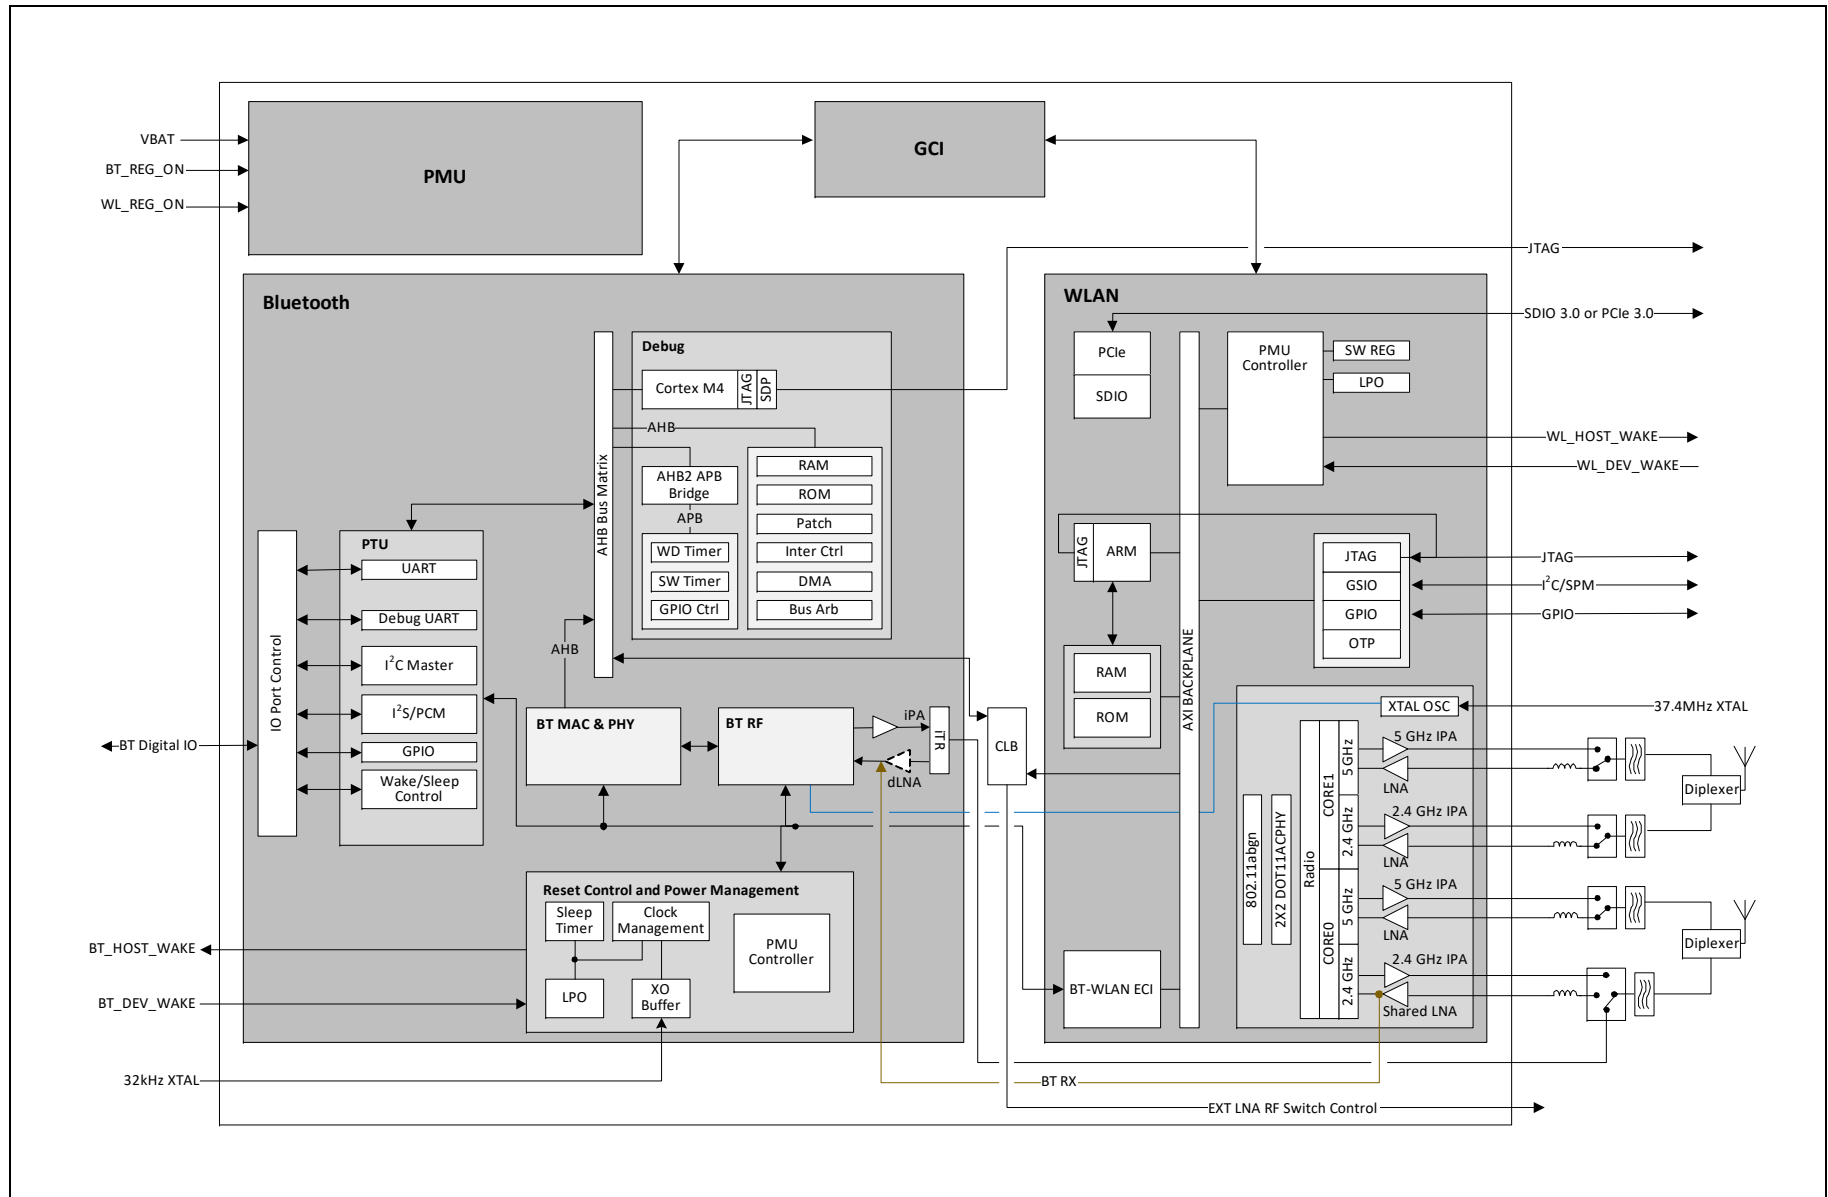 VBAT
BT_REG_ON
WL_REG_ON
PMU
GCI
JTAG
SDIO 3.0 or PCIe 3.0
Bluetooth
AHB Bus Matrix
Debug
Cortex M4
JTAG
SDP
AHB
AHB2 APB
Bridge
APB
WD Timer
SW Timer
GPIO Ctrl
RAM
ROM
Patch
Inter Ctrl
DMA
Bus Arb
IO Port Control
PTU
UART
Debug UART
I²C Master
I²S/PCM
GPIO
Wake/Sleep
Control
BT Digital IO
AHB
BT MAC & PHY
BT RF
iPA
dLNA
iTR
CLB
Reset Control and Power Management
Sleep
Timer
Clock
Management
LPO
XO
Buffer
PMU
Controller
BT_HOST_WAKE
BT_DEV_WAKE
32kHz XTAL
WLAN
PCIe
SDIO
AXI BACKPLANE
PMU
Controller
SW REG
LPO
WL_HOST_WAKE
WL_DEV_WAKE
JTAG
ARM
RAM
ROM
JTAG
GSIO
GPIO
OTP
JTAG
I²C/SPM
GPIO
XTAL OSC
37.4MHz XTAL
BT-WLAN ECI
802.11abgn
2X2 DOT11ACPHY
Radio
CORE1
CORE0
5 GHz
2.4 GHz
5 GHz
2.4 GHz
5 GHz IPA
LNA
2.4 GHz IPA
LNA
5 GHz IPA
LNA
2.4 GHz IPA
Shared LNA
Diplexer
Diplexer
BT RX
EXT LNA RF Switch Control